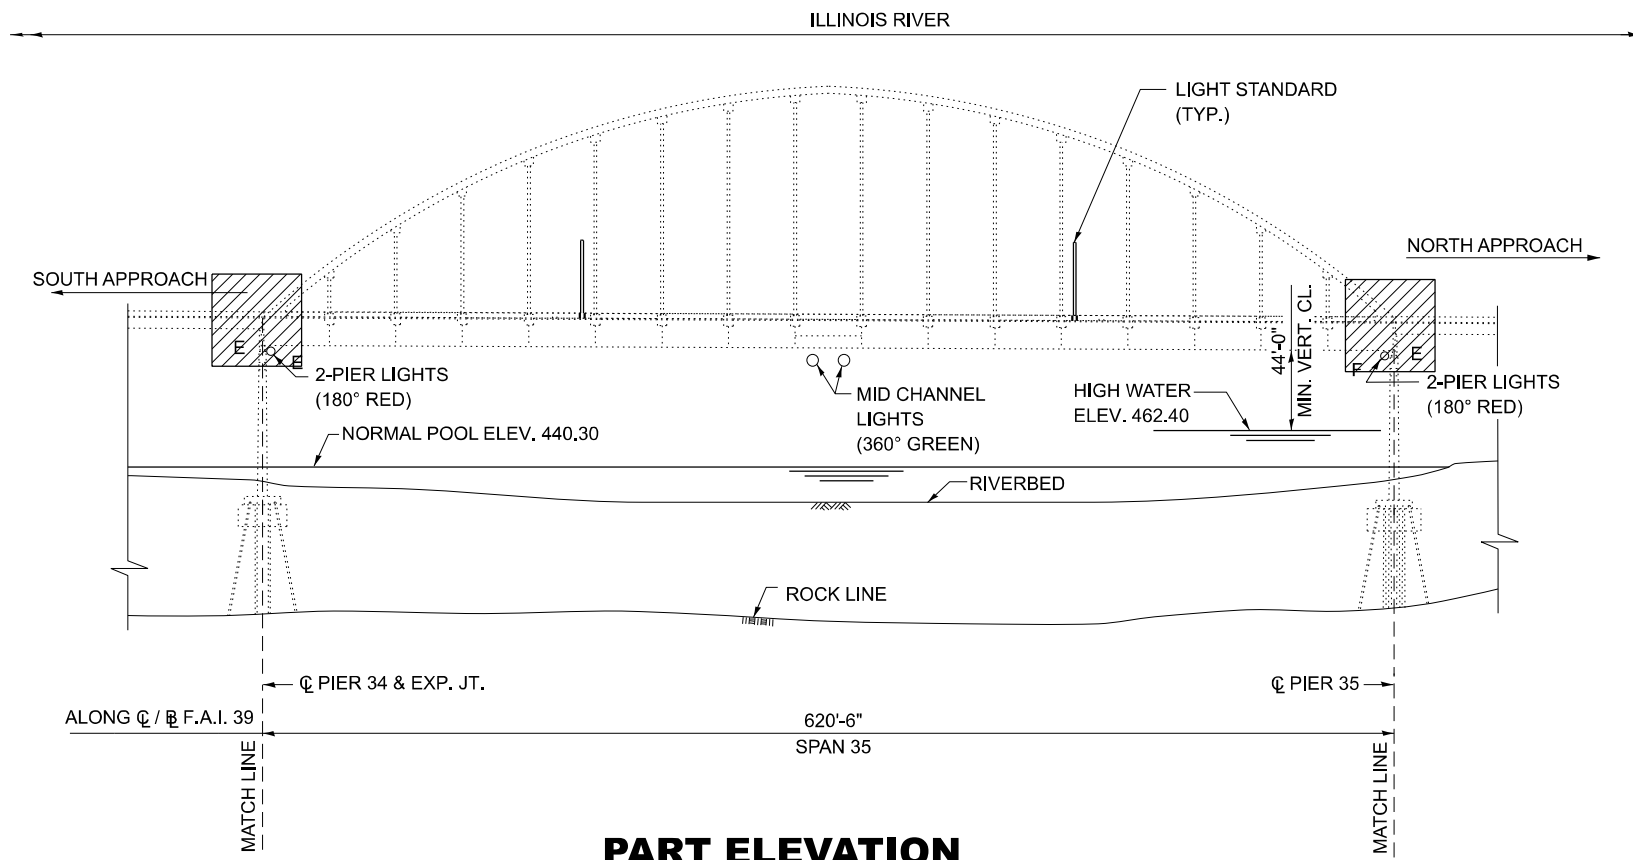 ILLINOIS RIVER
LIGHT STANDARD
(TYP.)
NORTH APPROACH
SOUTH APPROACH
E
E
2-PIER LIGHTS
(180° RED)
MID CHANNEL
LIGHTS
(360° GREEN)
44'-0"
MIN. VERT. CL.
HIGH WATER
ELEV. 462.40
F
E
2-PIER LIGHTS
(180° RED)
NORMAL POOL ELEV. 440.30
RIVERBED
ROCK LINE
℄ PIER 34 & EXP. JT.
℄ PIER 35
ALONG ℄ / BL F.A.I. 39
620'-6"
SPAN 35
MATCH LINE
MATCH LINE
PART ELEVATION